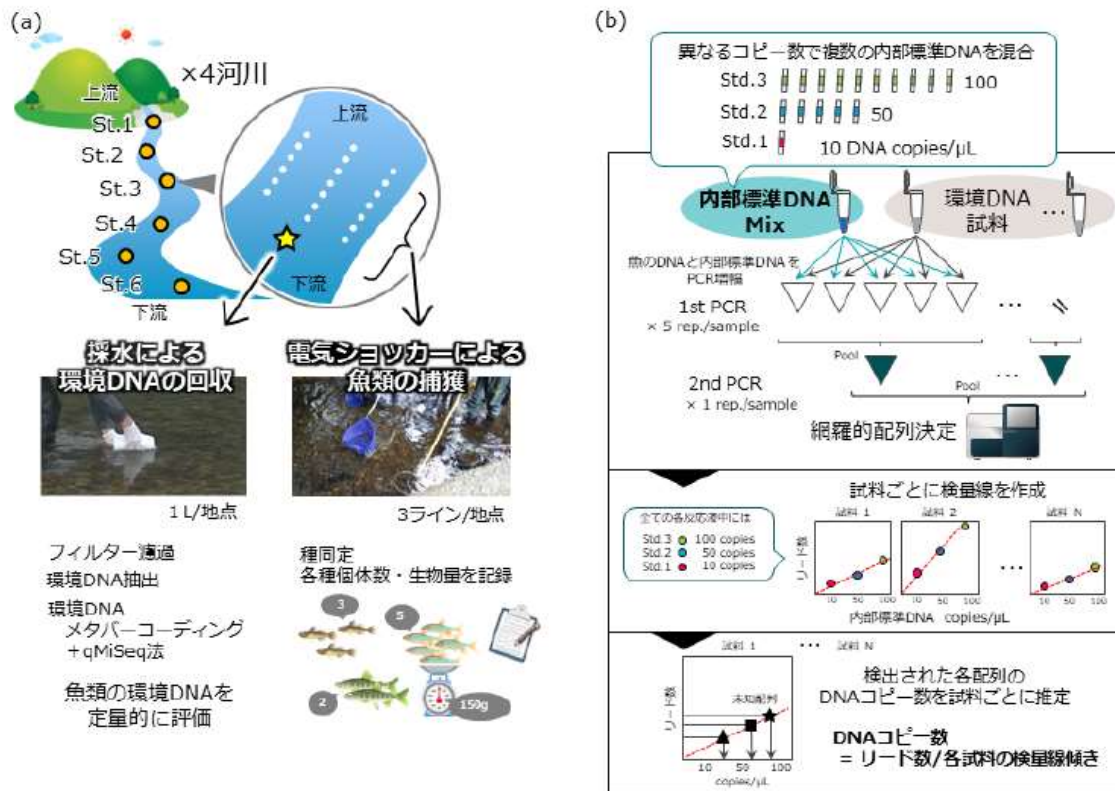 (a)
×4河川
上流
St.1
St.2
St.3
St.4
St.5
St.6
下流
上流
下流
採水による
環境DNAの回収
電気ショッカーによる
魚類の捕獲
1L/地点
3ライン/地点
フィルター濾過
環境DNA抽出
環境DNA
メタバーコーディング
+qMiSeq法
魚類の環境DNAを
定量的に評価
種同定
各種個体数・生物量を記録
3
5
2
150g
(b)
異なるコピー数で複数の内部標準DNAを混合
Std.3 100
Std.2 50
Std.1 10 DNA copies/μL
内部標準DNA
Mix
環境DNA
試料
...
魚のDNAと内部標準DNAを
PCR増幅
1st PCR
× 5 rep./sample
...
Pool
2nd PCR
× 1 rep./sample
...
Pool
網羅的配列決定
試料ごとに検量線を作成
全ての各反応液中には
Std.3 100 copies
Std.2 50 copies
Std.1 10 copies
試料 1 試料 2 試料 N
リード数
...
10 50 100 10 50 100 10 50 100
内部標準DNA copies/μL
試料 1 ... 試料 N
リード数
未知配列
10 50 100
copies/μL
検出された各配列の
DNAコピー数を試料ごとに推定
DNAコピー数
= リード数/各試料の検量線傾き